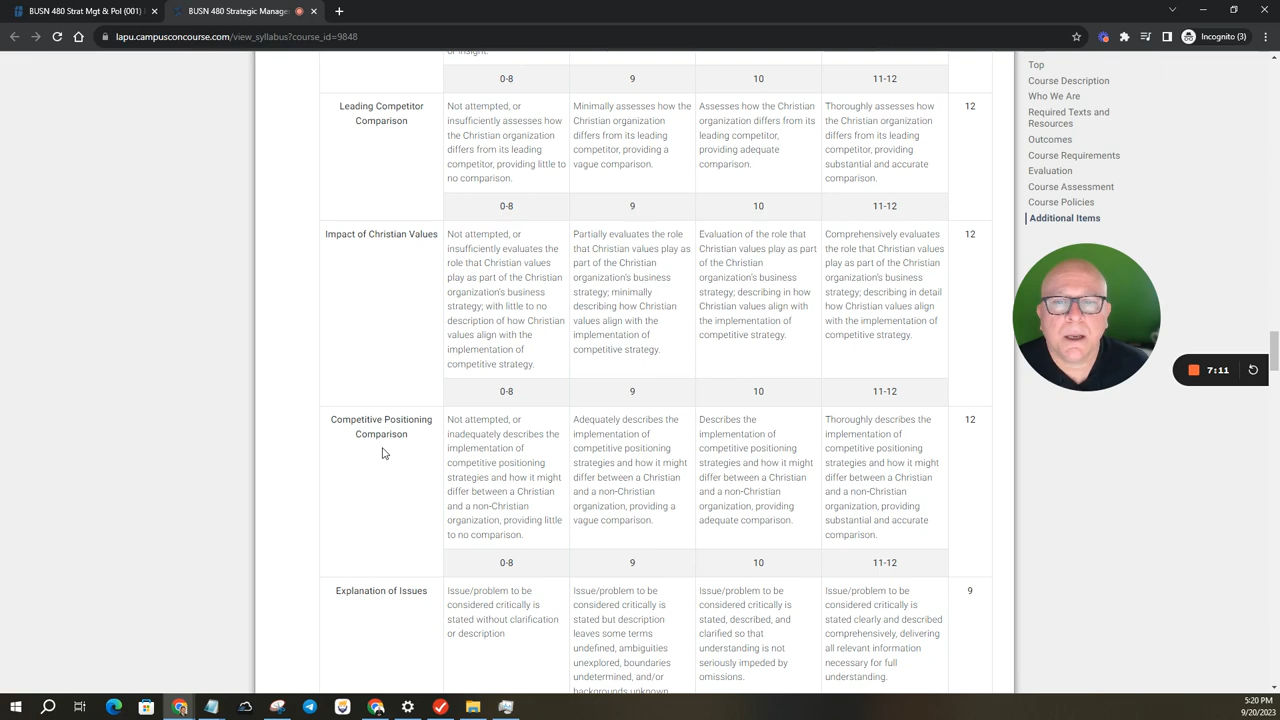 BUSN 480 Strat Mgt & Pol (001)
BUSN 480 Strategic Manage
lapu.campusconcourse.com/view_syllabus?course_id=9848
Incognito (3)
or insight.
0-8 9 10 11-12
Leading Competitor
Comparison
Not attempted, or
insufficiently assesses how
the Christian organization
differs from its leading
competitor, providing little to
no comparison.
Minimally assesses how the
Christian organization
differs from its leading
competitor, providing a
vague comparison.
Assesses how the Christian
organization differs from its
leading competitor,
providing adequate
comparison.
Thoroughly assesses how
the Christian organization
differs from its leading
competitor, providing
substantial and accurate
comparison.
12
0-8 9 10 11-12
Impact of Christian Values
Not attempted, or
insufficiently evaluates the
role that Christian values
play as part of the Christian
organization's business
strategy; with little to no
description of how Christian
values align with the
implementation of
competitive strategy.
Partially evaluates the role
that Christian values play as
part of the Christian
organization's business
strategy; minimally
describing how Christian
values align with the
implementation of
competitive strategy.
Evaluation of the role that
Christian values play as part
of the Christian
organization's business
strategy; describing in how
Christian values align with
the implementation of
competitive strategy.
Comprehensively evaluates
the role that Christian values
play as part of the Christian
organization's business
strategy; describing in detail
how Christian values align
with the implementation of
competitive strategy.
12
0-8 9 10 11-12
Competitive Positioning
Comparison
Not attempted, or
inadequately describes the
implementation of
competitive positioning
strategies and how it might
differ between a Christian
and a non-Christian
organization, providing little
to no comparison.
Adequately describes the
implementation of
competitive positioning
strategies and how it might
differ between a Christian
and a non-Christian
organization, providing a
vague comparison.
Describes the
implementation of
competitive positioning
strategies and how it might
differ between a Christian
and a non-Christian
organization, providing
adequate comparison.
Thoroughly describes the
implementation of
competitive positioning
strategies and how it might
differ between a Christian
and a non-Christian
organization, providing
substantial and accurate
comparison.
12
0-8 9 10 11-12
Explanation of Issues
Issue/problem to be
considered critically is
stated without clarification
or description
Issue/problem to be
considered critically is
stated but description
leaves some terms
undefined, ambiguities
unexplored, boundaries
undetermined, and/or
backgrounds unknown
Issue/problem to be
considered critically is
stated, described, and
clarified so that
understanding is not
seriously impeded by
omissions.
Issue/problem to be
considered critically is
stated clearly and described
comprehensively, delivering
all relevant information
necessary for full
understanding.
9
Top
Course Description
Who We Are
Required Texts and
Resources
Outcomes
Course Requirements
Evaluation
Course Assessment
Course Policies
Additional Items
7:11
5:20 PM
9/20/2023